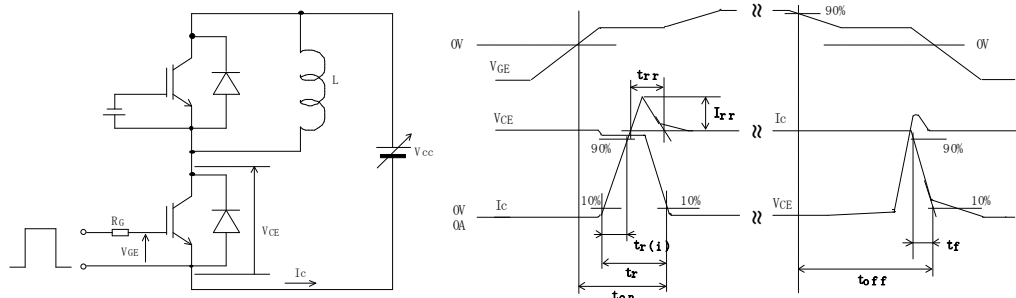 L
Vcc
RG
VGE
VCE
Ic
0V
VGE
90%
0V
trr
Irr
VCE
Ic
90%
90%
10%
10%
VCE
10%
0V
0A
Ic
tr(i)
tr
ton
tf
toff